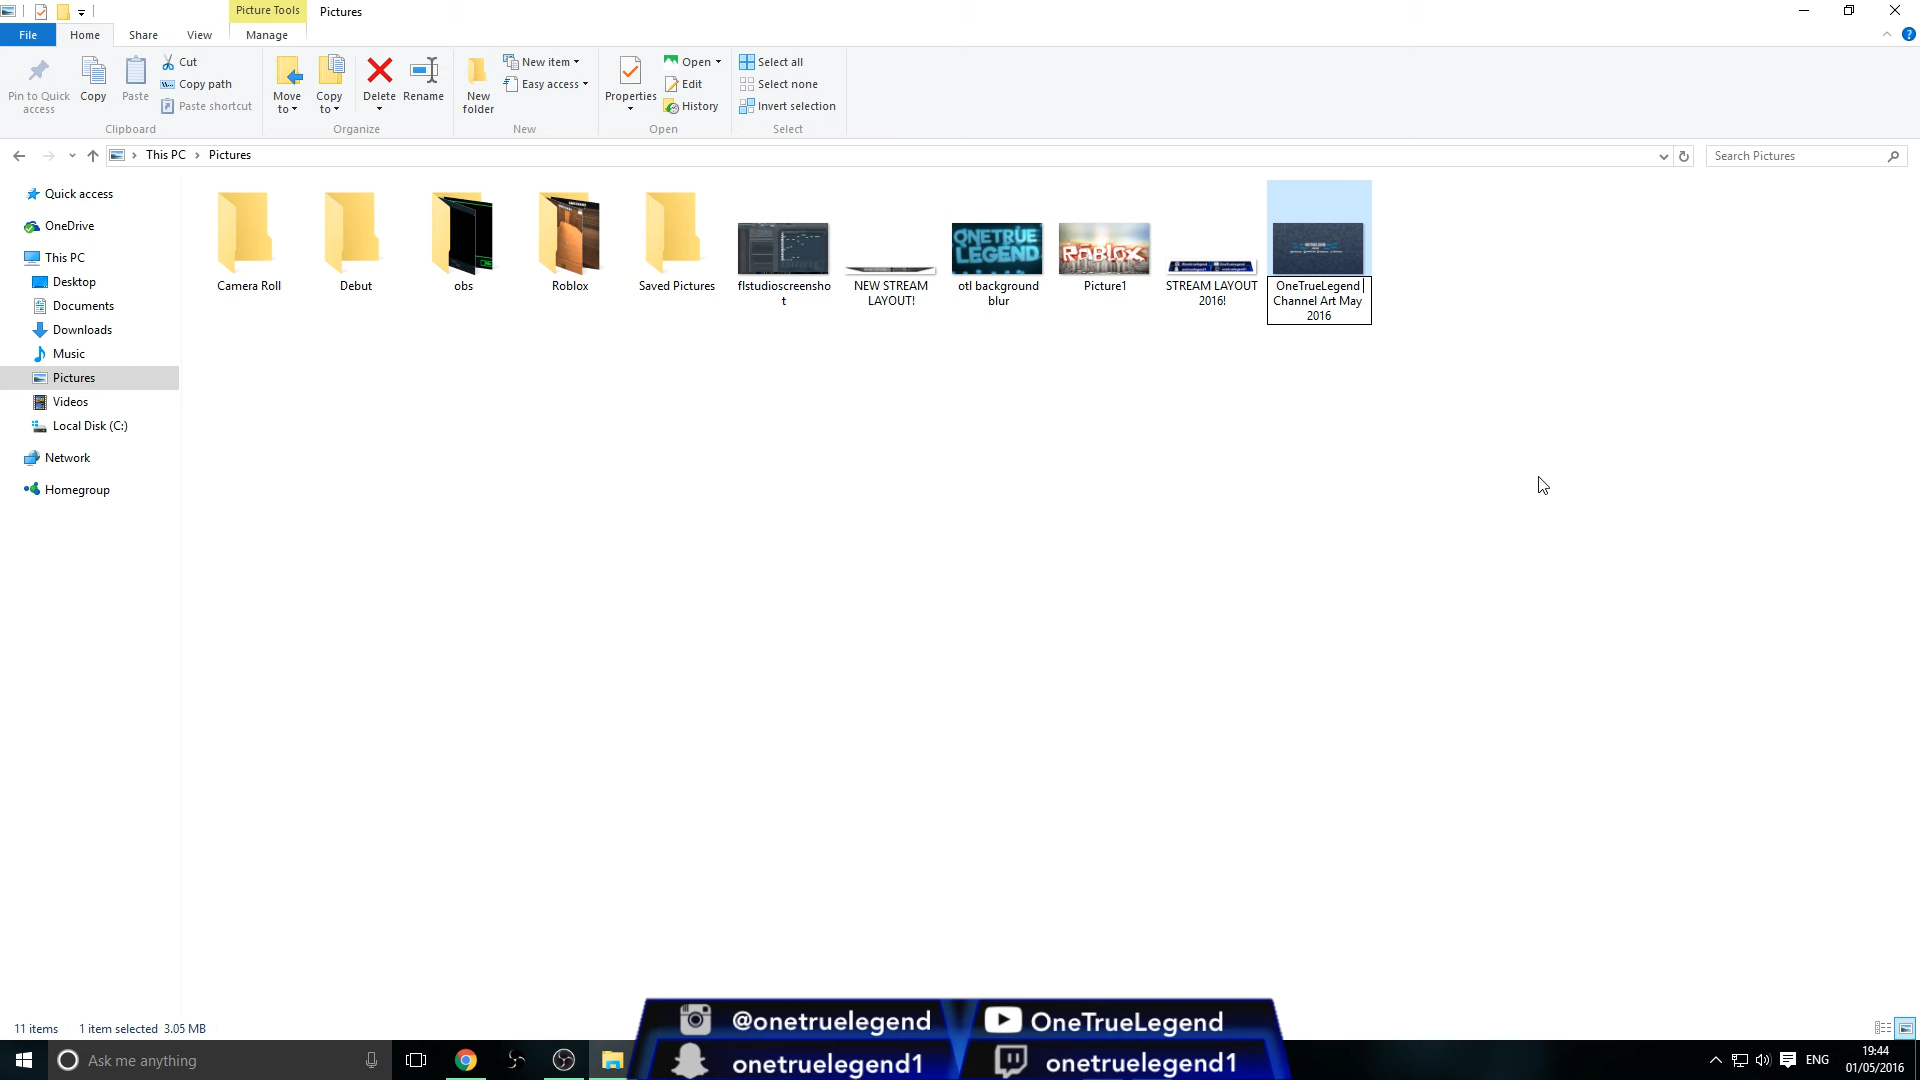 Picture Tools
Pictures
File
Home
Share
View
Manage
Pin to Quick access
Copy
Paste
Cut
Copy path
Paste shortcut
Clipboard
Move to
Copy to
Delete
Rename
Organize
New folder
New item
Easy access
New
Properties
Open
Edit
History
Open
Select all
Select none
Invert selection
Select
This PC
Pictures
Search Pictures
Quick access
OneDrive
This PC
Desktop
Documents
Downloads
Music
Pictures
Videos
Local Disk (C:)
Network
Homegroup
Camera Roll
Debut
obs
Roblox
Saved Pictures
flstudioscreensho
t
NEW STREAM
LAYOUT!
ONETRUE
LEGEND
otl background
blur
ROBLOX
Picture1
STREAM LAYOUT
2016!
OneTrueLegend
Channel Art May
2016
11 items
1 item selected 3.05 MB
@onetruelegend
OneTrueLegend
onetruelegend1
onetruelegend1
Ask me anything
ENG
19:44
01/05/2016